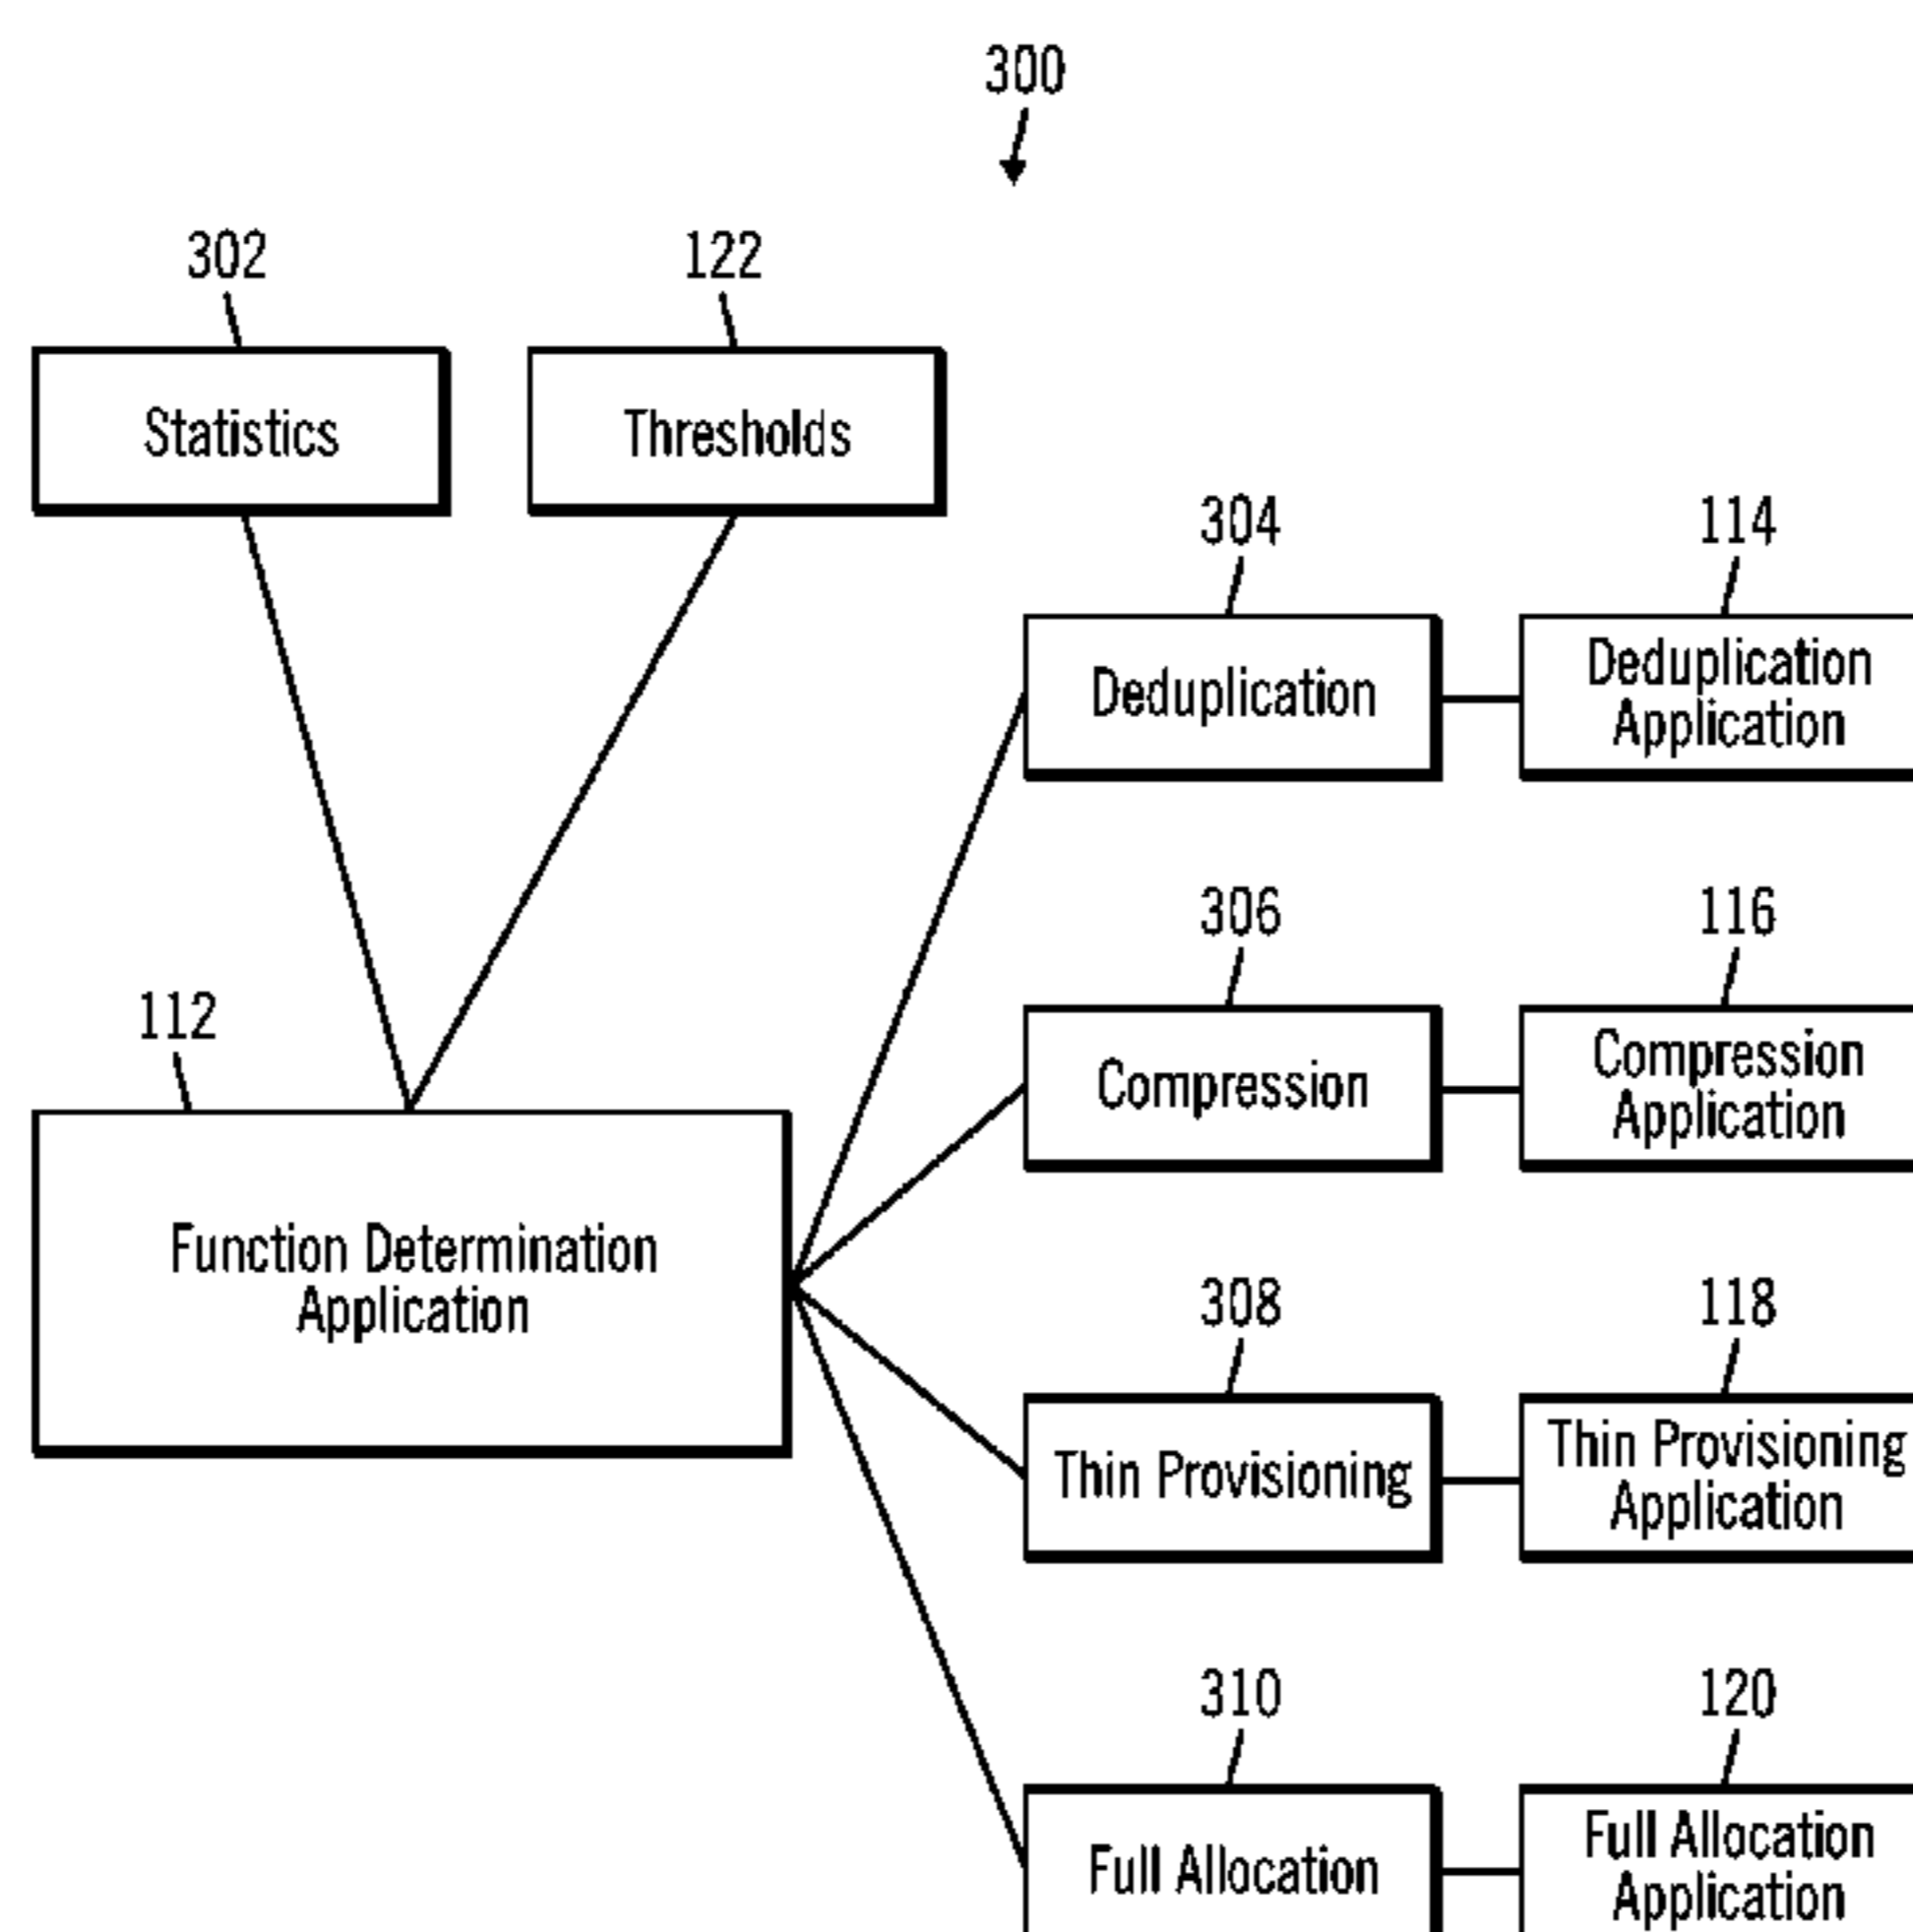 300
302
122
Statistics
Thresholds
304
114
Deduplication
Deduplication
Application
306
116
112
Compression
Compression
Application
Function Determination
Application
308
118
Thin Provisioning
Thin Provisioning
Application
310
120
Full Allocation
Full Allocation
Application